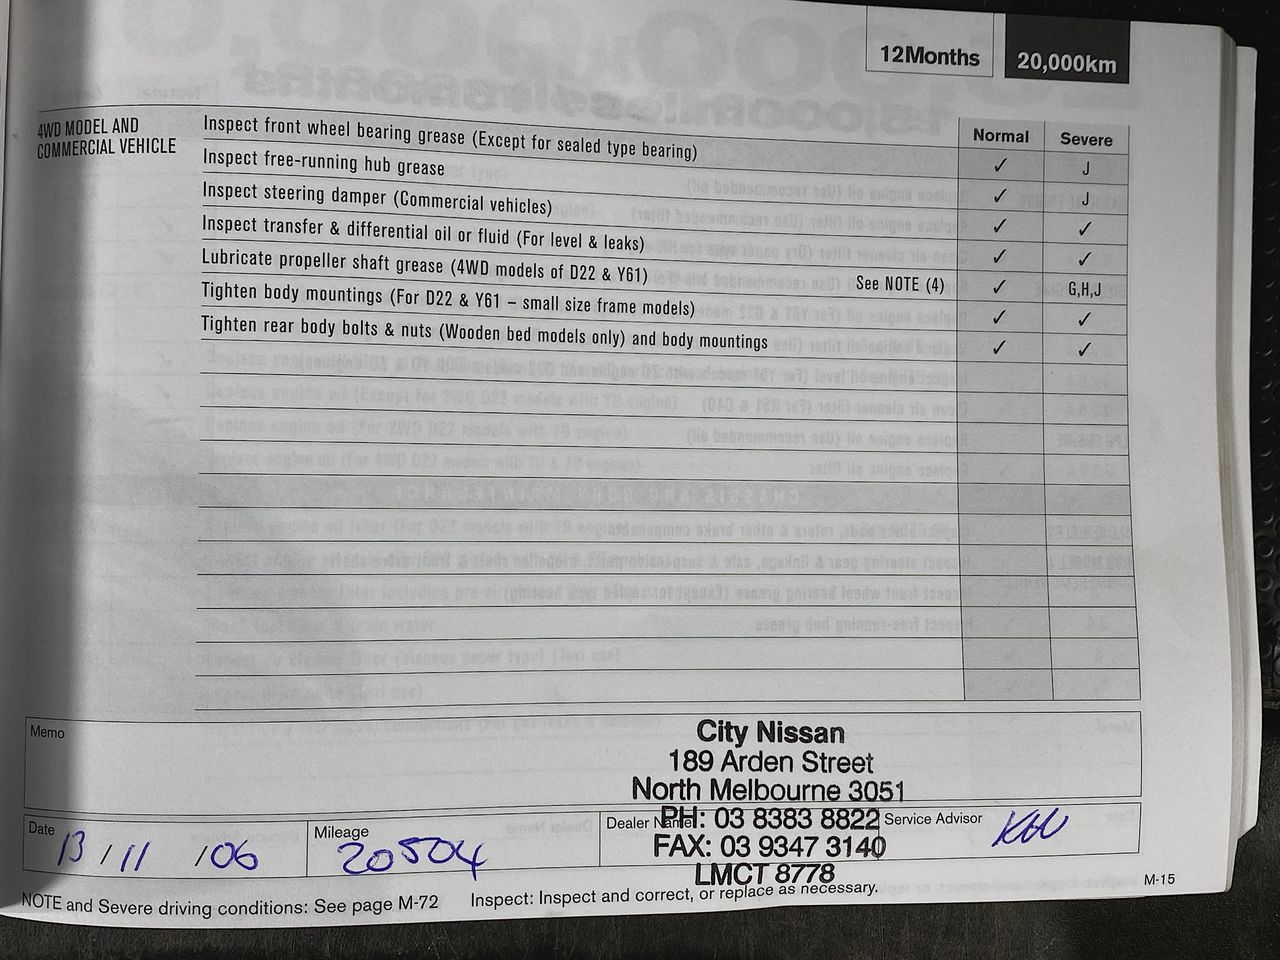 12Months 20,000km
4WD MODEL AND
COMMERCIAL VEHICLE
Normal Severe
Inspect front wheel bearing grease (Except for sealed type bearing) ✓ J
Inspect free-running hub grease ✓ J
Inspect steering damper (Commercial vehicles) ✓ ✓
Inspect transfer & differential oil or fluid (For level & leaks) ✓ ✓
Lubricate propeller shaft grease (4WD models of D22 & Y61) See NOTE (4) ✓ G,H,J
Tighten body mountings (For D22 & Y61 – small size frame models) ✓ ✓
Tighten rear body bolts & nuts (Wooden bed models only) and body mountings ✓ ✓
Memo
City Nissan
189 Arden Street
North Melbourne 3051
PH: 03 8383 8822
FAX: 03 9347 3140
LMCT 8778
Date 13/11/06
Mileage 20504
Dealer Name
Service Advisor
NOTE and Severe driving conditions: See page M-72 Inspect: Inspect and correct, or replace as necessary.
M-15